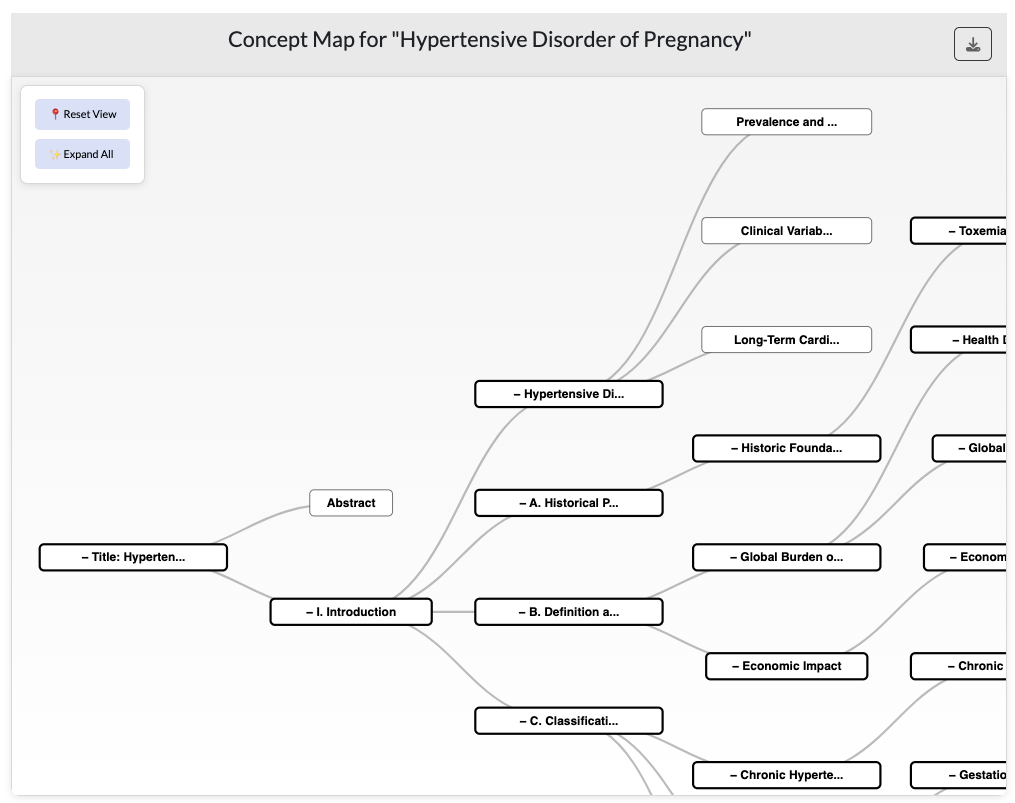 Concept Map for "Hypertensive Disorder of Pregnancy"
📍 Reset View
✨ Expand All
Prevalence and ...
Clinical Variab...
– Toxemia
Long-Term Cardi...
– Health
– Hypertensive Di...
– Historic Founda...
– Global
Abstract
– A. Historical P...
– Title: Hyperten...
– Global Burden o...
– Econom
– I. Introduction
– B. Definition a...
– Economic Impact
– Chronic
– C. Classificati...
– Chronic Hyperte...
– Gestatio